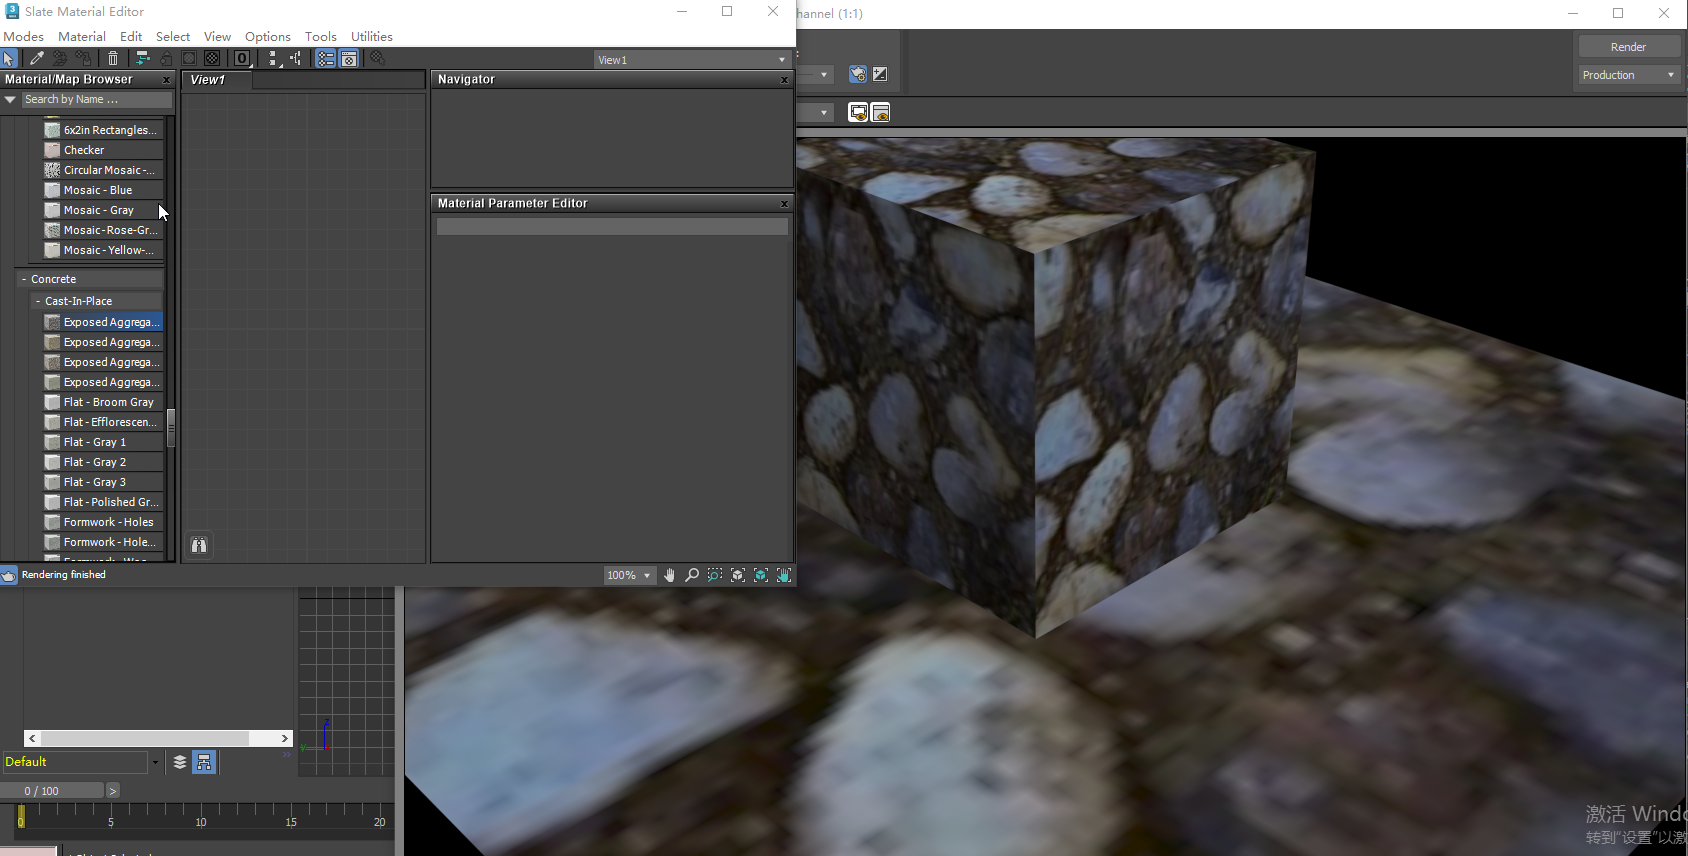 Slate Material Editor
hannel (1:1)
Modes Material Edit Select View Options Tools Utilities
Render
View1
Production
Material/Map Browser x
View1
Navigator x
Search by Name ...
6x2in Rectangles...
Checker
Circular Mosaic -...
Mosaic - Blue
Mosaic - Gray
Mosaic-Rose-Gr...
Mosaic - Yellow-...
Material Parameter Editor x
- Concrete
- Cast-In-Place
Exposed Aggrega...
Exposed Aggrega...
Exposed Aggrega...
Exposed Aggrega...
Flat - Broom Gray
Flat - Efflorescen...
Flat - Gray 1
Flat - Gray 2
Flat - Gray 3
Flat - Polished Gr...
Formwork - Holes
Formwork - Hole...
Rendering finished
100%
Default
0 / 100 >
0 5 10 15 20
激活 Windo
转到"设置"以激